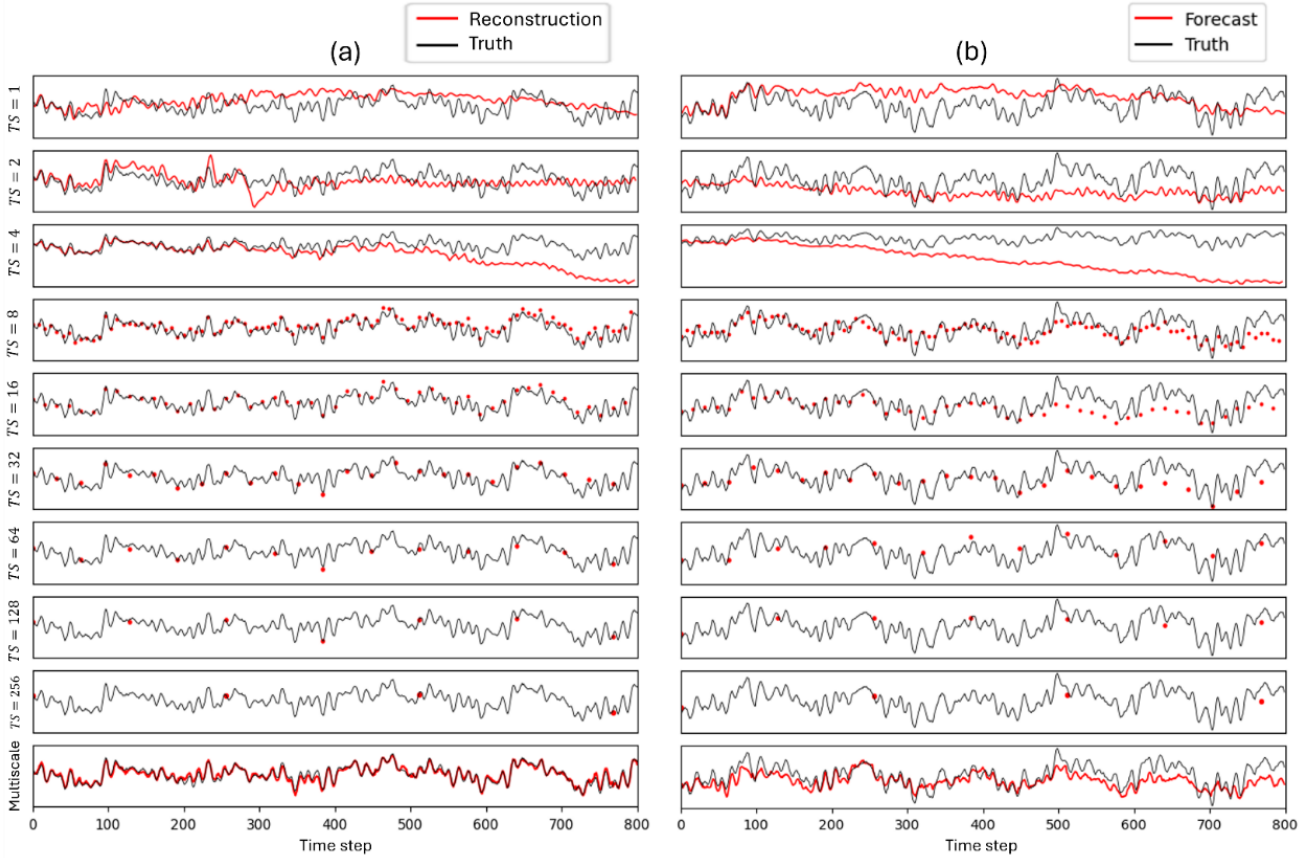 Reconstruction
Truth
(a)
Forecast
Truth
(b)
TS = 1
TS = 2
TS = 4
TS = 8
TS = 16
TS = 32
TS = 64
TS = 128
TS = 256
Multiscale
0 100 200 300 400 500 600 700 800
Time step
0 100 200 300 400 500 600 700 800
Time step